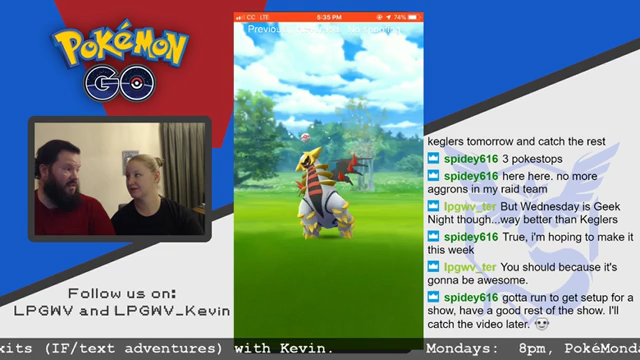 POKéMON
GO
CC LTE 5:35 PM 74%
keglers tomorrow and catch the rest
spidey616 3 pokestops
spidey616 here here. no more
aggrons in my raid team
lpgwv_ter But Wednesday is Geek
Night though...way better than Keglers
spidey616 True, i'm hoping to make it
this week
lpgwv_ter You should because it's
gonna be awesome.
spidey616 gotta run to get setup for a
show, have a good rest of the show. I'll
catch the video later.
Follow us on:
LPGWV and LPGWV_Kevin
xits (IF/text adventures) with Kevin. Mondays: 8pm, PokéMond